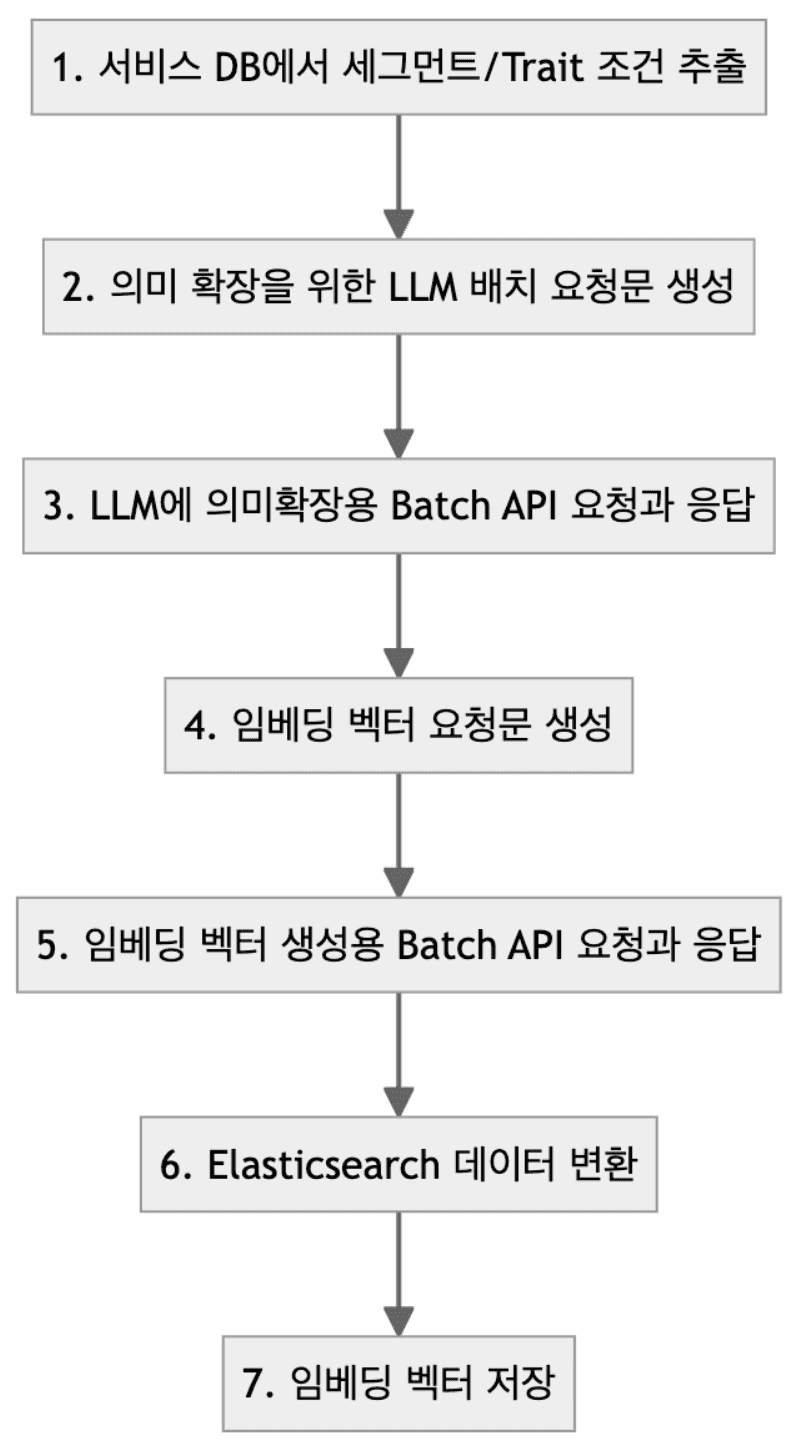 1. 서비스 DB에서 세그먼트/Trait 조건 추출
2. 의미 확장을 위한 LLM 배치 요청문 생성
3. LLM에 의미확장용 Batch API 요청과 응답
4. 임베딩 벡터 요청문 생성
5. 임베딩 벡터 생성용 Batch API 요청과 응답
6. Elasticsearch 데이터 변환
7. 임베딩 벡터 저장